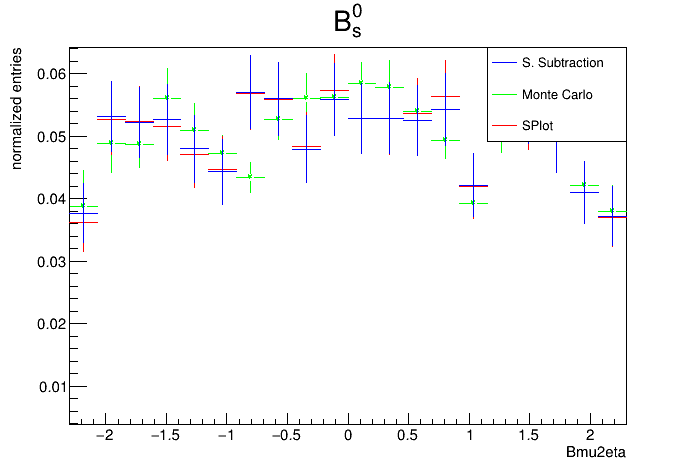 B_s^0
normalized entries
S. Subtraction
Monte Carlo
SPlot
0.06
0.05
0.04
0.03
0.02
0.01
−2 −1.5 −1 −0.5 0 0.5 1 1.5 2
Bmu2eta